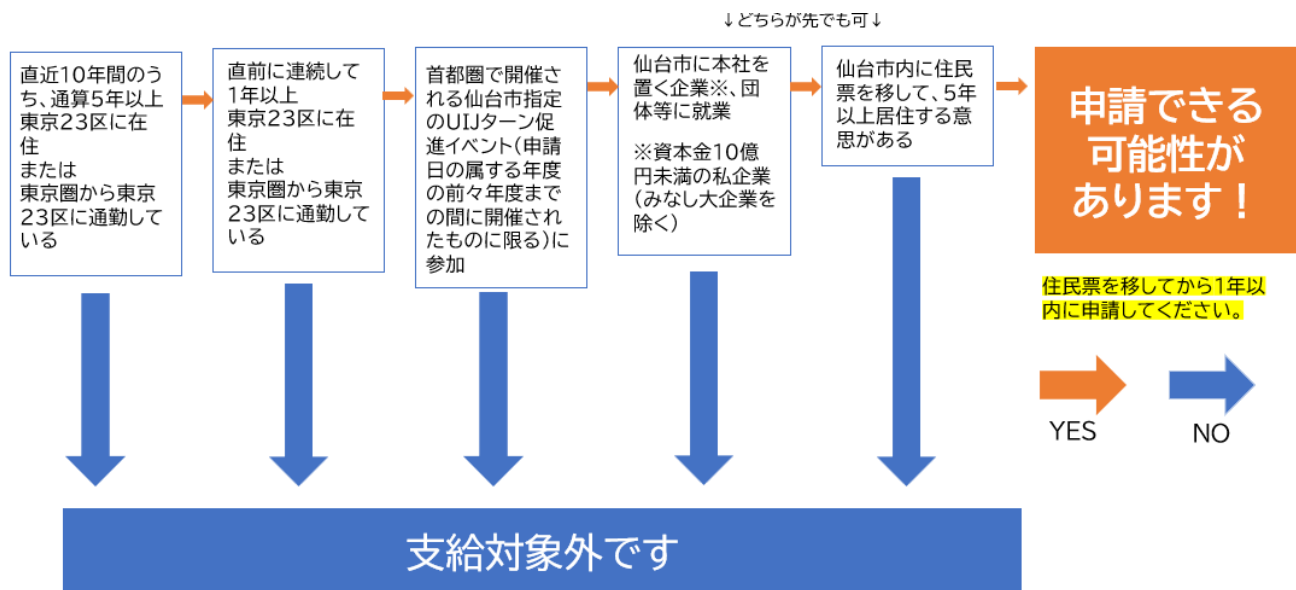 ↓どちらが先でも可↓
直近10年間のう
ち、通算5年以上
東京23区に在
住
または
東京圏から東京
23区に通勤して
いる
直前に連続して
1年以上
東京23区に在
住
または
東京圏から東京
23区に通勤して
いる
首都圏で開催さ
れる仙台市指定
のUIJターン促
進イベント(申請
日の属する年度
の前々年度まで
の間に開催され
たものに限る)に
参加
仙台市に本社を
置く企業※、団
体等に就業
※資本金10億
円未満の私企業
(みなし大企業を
除く)
仙台市内に住民
票を移して、5年
以上居住する意
思がある
申請できる
可能性が
あります!
住民票を移してから1年以
内に申請してください。
YES
NO
支給対象外です